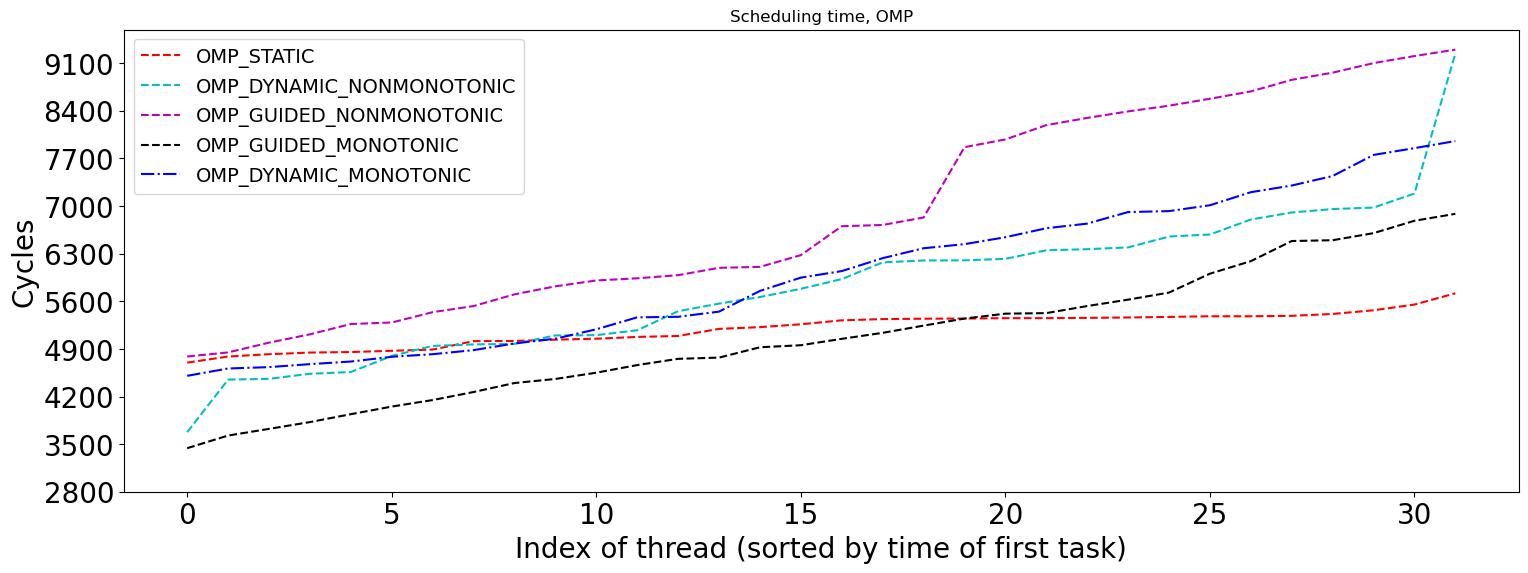 Scheduling time, OMP
OMP_STATIC
OMP_DYNAMIC_NONMONOTONIC
OMP_GUIDED_NONMONOTONIC
OMP_GUIDED_MONOTONIC
OMP_DYNAMIC_MONOTONIC
Cycles
9100
8400
7700
7000
6300
5600
4900
4200
3500
2800
0 5 10 15 20 25 30
Index of thread (sorted by time of first task)